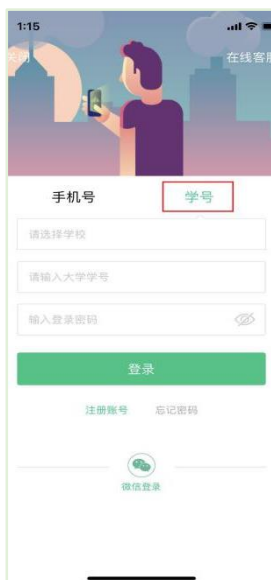 1:15
关闭
在线客服
手机号
学号
请选择学校
请输入大学学号
输入登录密码
登录
注册账号
忘记密码
微信登录